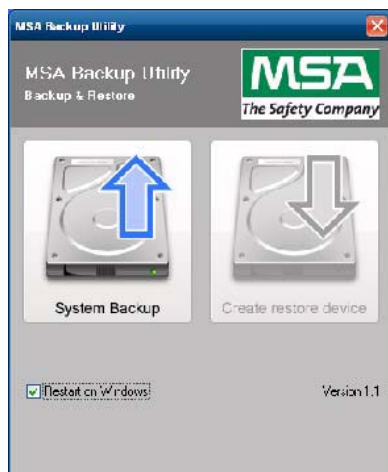 MSA Backup Utility
MSA Backup Utility
Backup & Restore
MSA
The Safety Company
System Backup
Create restore device
Restart on Windows
Version 1.1